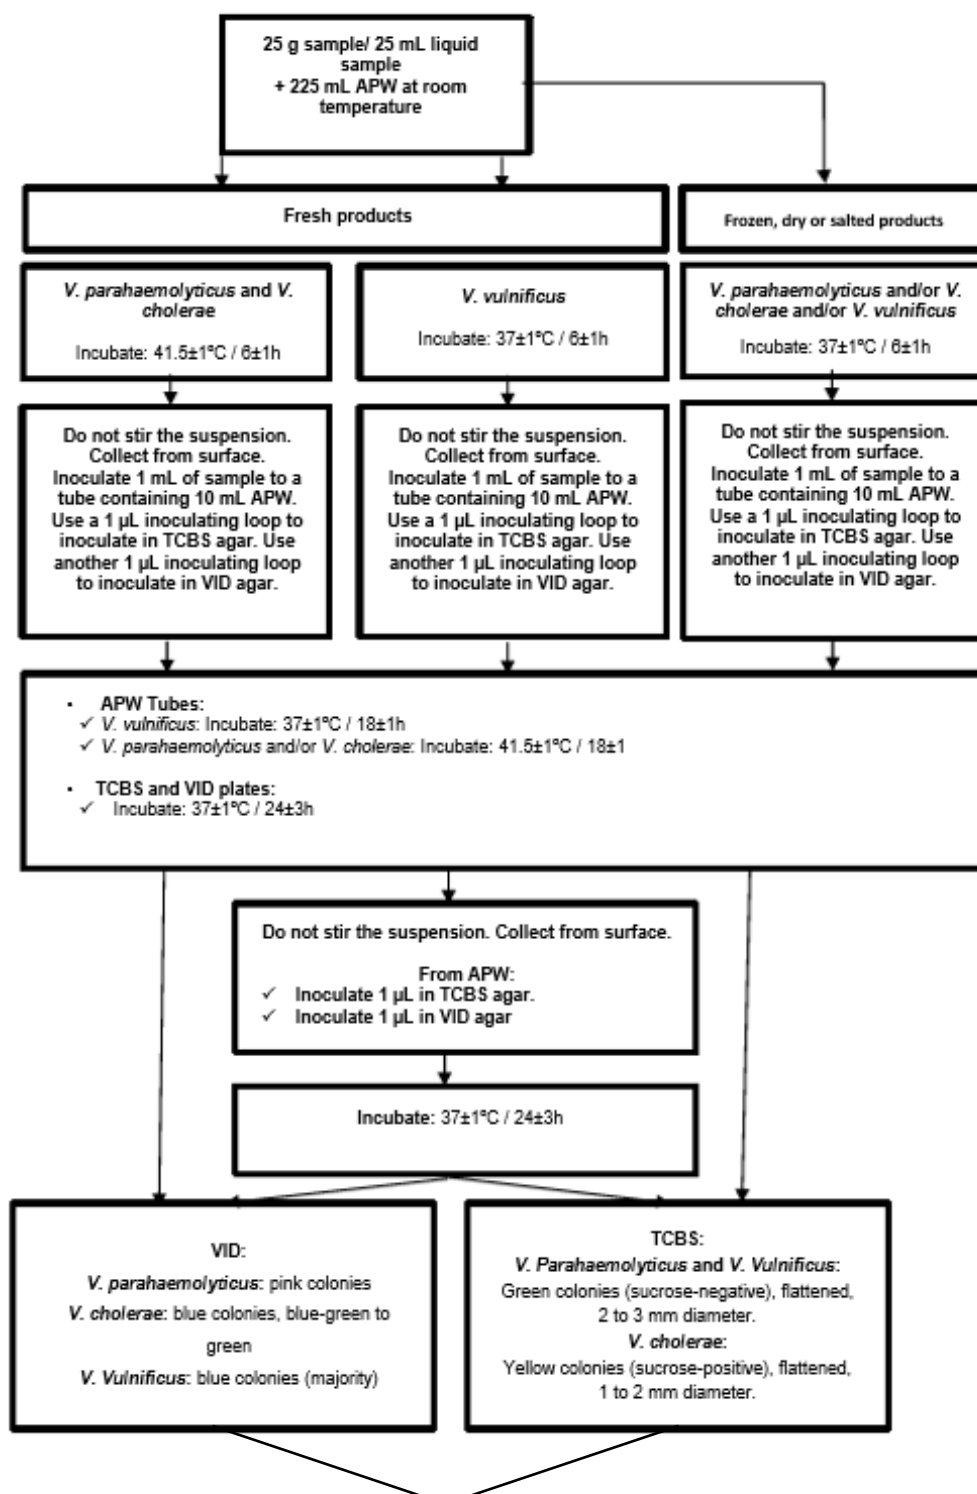 25 g sample/ 25 mL liquid
sample
+ 225 mL APW at room
temperature
Fresh products
Frozen, dry or salted products
V. parahaemolyticus and V.
cholerae
Incubate: 41.5±1ºC / 6±1h
V. vulnificus
Incubate: 37±1ºC / 6±1h
V. parahaemolyticus and/or V.
cholerae and/or V. vulnificus
Incubate: 37±1ºC / 6±1h
Do not stir the suspension.
Collect from surface.
Inoculate 1 mL of sample to a
tube containing 10 mL APW.
Use a 1 µL inoculating loop to
inoculate in TCBS agar. Use
another 1 µL inoculating loop
to inoculate in VID agar.
Do not stir the suspension.
Collect from surface.
Inoculate 1 mL of sample to a
tube containing 10 mL APW.
Use a 1 µL inoculating loop to
inoculate in TCBS agar. Use
another 1 µL inoculating loop
to inoculate in VID agar.
Do not stir the suspension.
Collect from surface.
Inoculate 1 mL of sample to a
tube containing 10 mL APW.
Use a 1 µL inoculating loop to
inoculate in TCBS agar. Use
another 1 µL inoculating loop
to inoculate in VID agar.
• APW Tubes:
✓ V. vulnificus: Incubate: 37±1ºC / 18±1h
✓ V. parahaemolyticus and/or V. cholerae: Incubate: 41.5±1ºC / 18±1
• TCBS and VID plates:
✓ Incubate: 37±1ºC / 24±3h
Do not stir the suspension. Collect from surface.
From APW:
✓ Inoculate 1 µL in TCBS agar.
✓ Inoculate 1 µL in VID agar
Incubate: 37±1ºC / 24±3h
VID:
V. parahaemolyticus: pink colonies
V. cholerae: blue colonies, blue-green to
green
V. Vulnificus: blue colonies (majority)
TCBS:
V. Parahaemolyticus and V. Vulnificus:
Green colonies (sucrose-negative), flattened,
2 to 3 mm diameter.
V. cholerae:
Yellow colonies (sucrose-positive), flattened,
1 to 2 mm diameter.